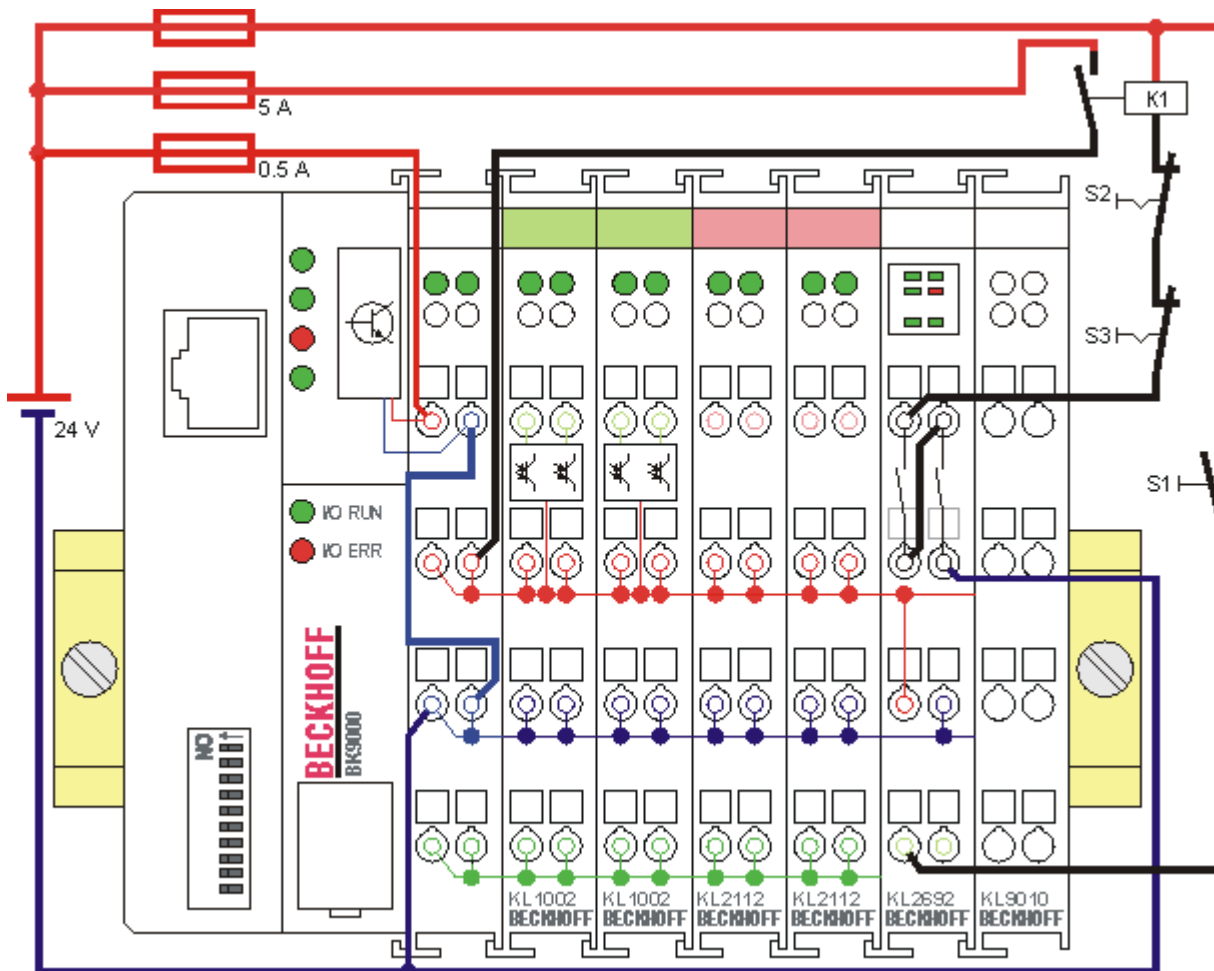 5 A
K1
0.5 A
S2
S3
24 V
S1
I/O RUN
I/O ERR
BECKHOFF
BK9000
NO
KL1002
BECKHOFF
KL1002
BECKHOFF
KL2112
BECKHOFF
KL2112
BECKHOFF
KL2692
BECKHOFF
KL9010
BECKHOFF